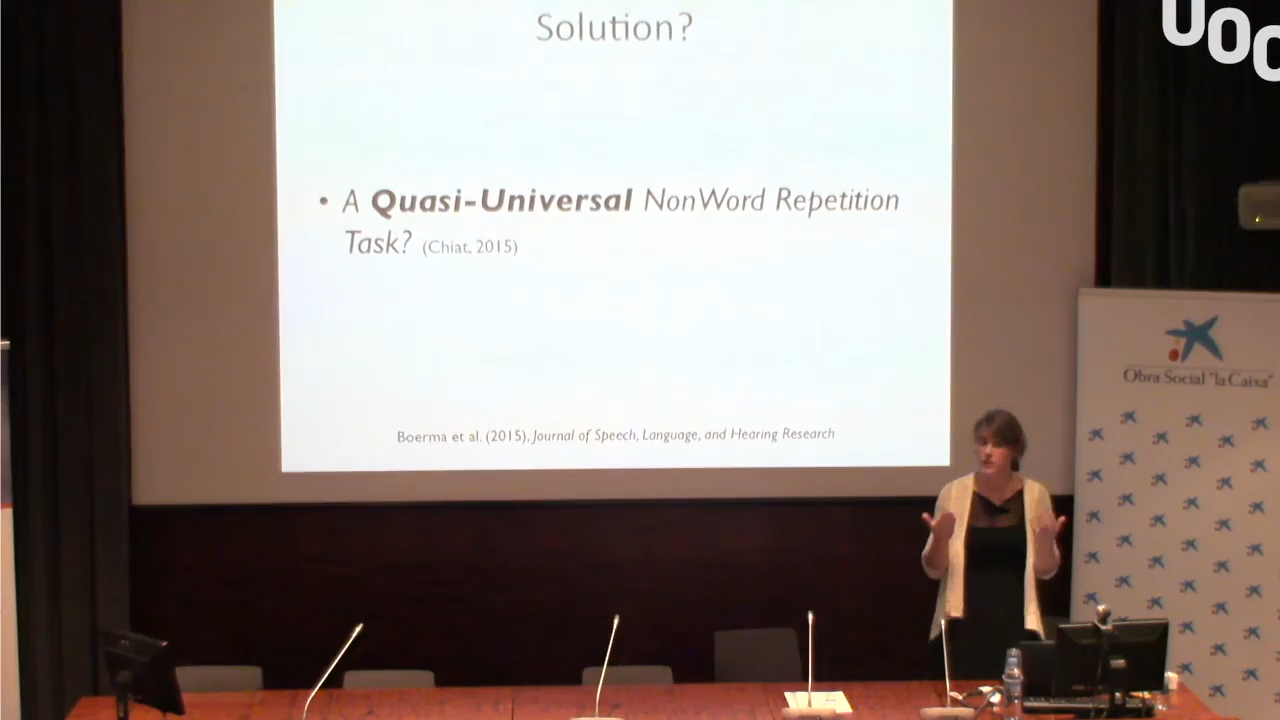 UOC
Solution?
• A Quasi-Universal NonWord Repetition
Task? (Chiat, 2015)
Boerma et al. (2015), Journal of Speech, Language, and Hearing Research
Obra Social "la Caixa"